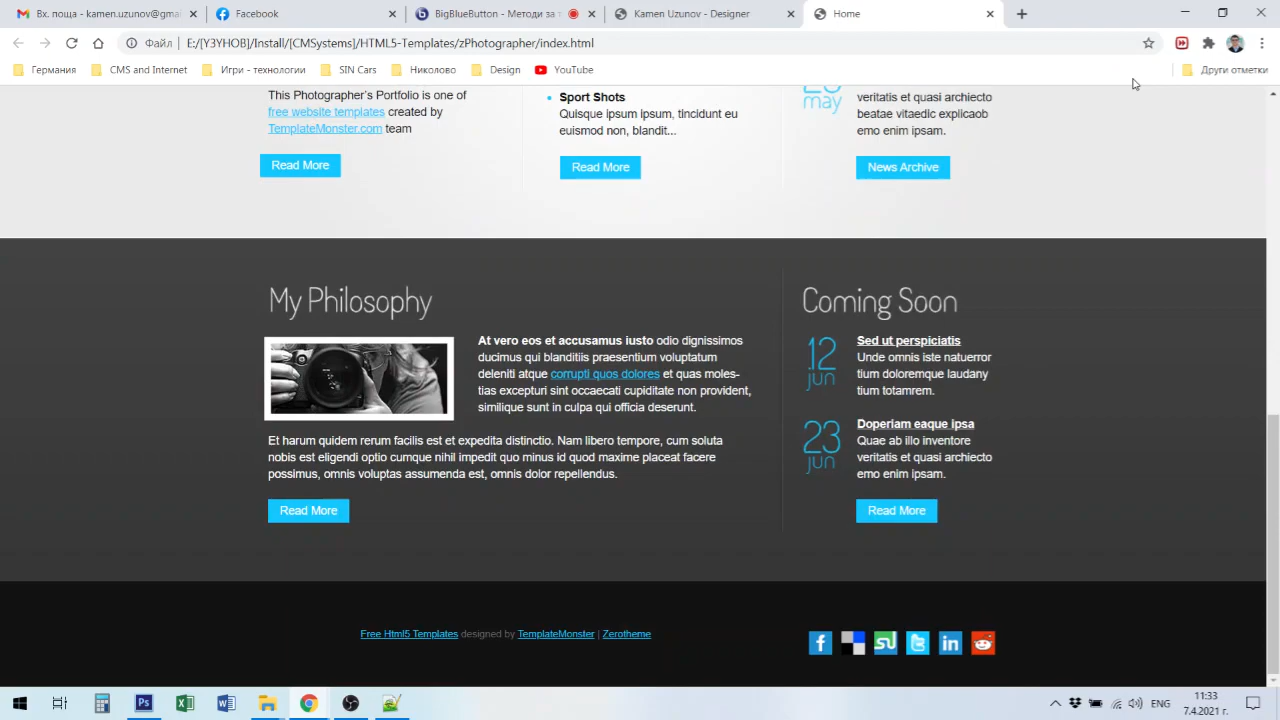 Вх. поща - kamen.uzunov@gmai
Facebook
BigBlueButton - Методи за т
Kamen Uzunov - Designer
Home
Файл
E:/[Y3YHOB]/Install/[CMSystems]/HTML5-Templates/zPhotographer/index.html
Германия
CMS and Internet
Игри - технологии
SIN Cars
Николово
Design
YouTube
Други отметки
This Photographer's Portfolio is one of
free website templates created by
TemplateMonster.com team
Read More
Sport Shots
Quisque ipsum ipsum, tincidunt eu
euismod non, blandit...
Read More
may
veritatis et quasi archiecto
beatae vitaedic explicaob
emo enim ipsam.
News Archive
My Philosophy
At vero eos et accusamus iusto odio dignissimos
ducimus qui blanditiis praesentium voluptatum
deleniti atque corrupti quos dolores et quas moles-
tias excepturi sint occaecati cupiditate non provident,
similique sunt in culpa qui officia deserunt.
Et harum quidem rerum facilis est et expedita distinctio. Nam libero tempore, cum soluta
nobis est eligendi optio cumque nihil impedit quo minus id quod maxime placeat facere
possimus, omnis voluptas assumenda est, omnis dolor repellendus.
Read More
Coming Soon
12
jun
Sed ut perspiciatis
Unde omnis iste natuerror
tium doloremque laudany
tium totamrem.
23
jun
Doperiam eaque ipsa
Quae ab illo inventore
veritatis et quasi archiecto
emo enim ipsam.
Read More
Free Html5 Templates designed by TemplateMonster | Zerotheme
ENG
11:33
7.4.2021 г.